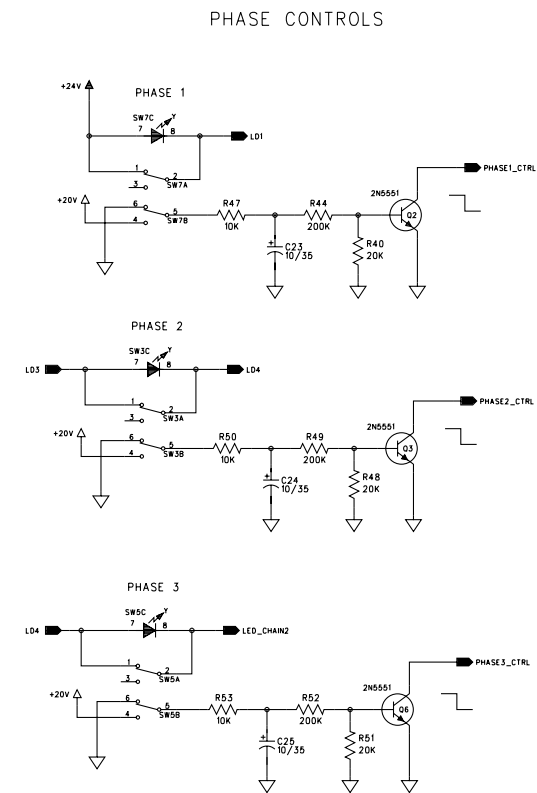 PHASE CONTROLS
+24V
PHASE 1
SW7C
Y
7 8
LD1
1
2
3
SW7A
+20V
6
5
4
SW7B
R47
10K
R44
200K
+
C23
10/35
R40
20K
2N5551
Q2
PHASE1_CTRL
PHASE 2
SW3C
Y
7 8
LD3
LD4
1
2
3
SW3A
+20V
6
5
4
SW3B
R50
10K
R49
200K
+
C24
10/35
R48
20K
2N5551
Q3
PHASE2_CTRL
PHASE 3
SW5C
Y
7 8
LD4
LED_CHAIN2
1
2
3
SW5A
+20V
6
5
4
SW5B
R53
10K
R52
200K
+
C25
10/35
R51
20K
2N5551
Q6
PHASE3_CTRL